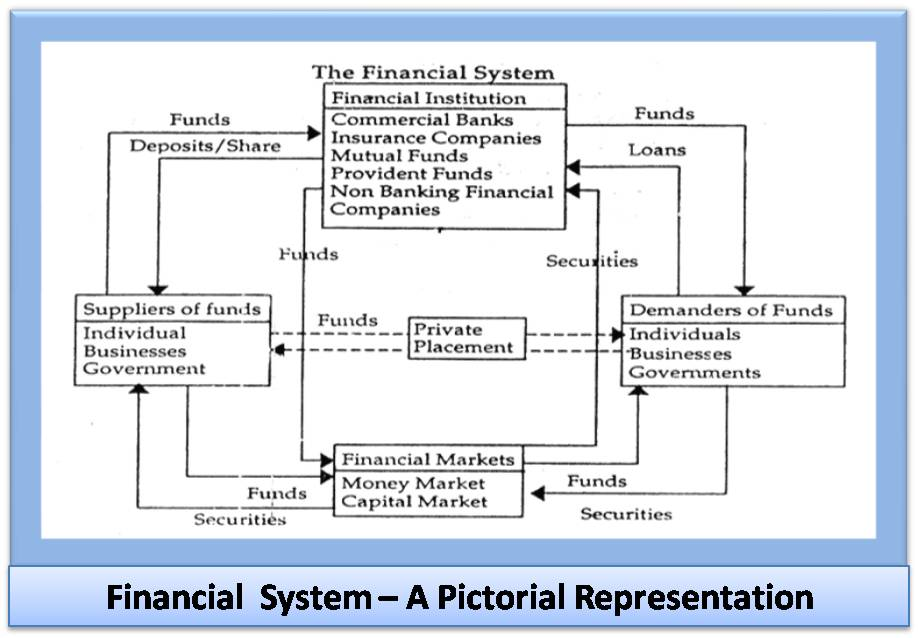 The Financial System
Financial Institution
Commercial Banks
Insurance Companies
Mutual Funds
Provident Funds
Non Banking Financial
Companies
Funds
Deposits/Share
Funds
Loans
Funds
Securities
Suppliers of funds
Individual
Businesses
Government
Funds
Private
Placement
Demanders of Funds
Individuals
Businesses
Governments
Financial Markets
Money Market
Capital Market
Funds
Securities
Funds
Securities
Financial System – A Pictorial Representation